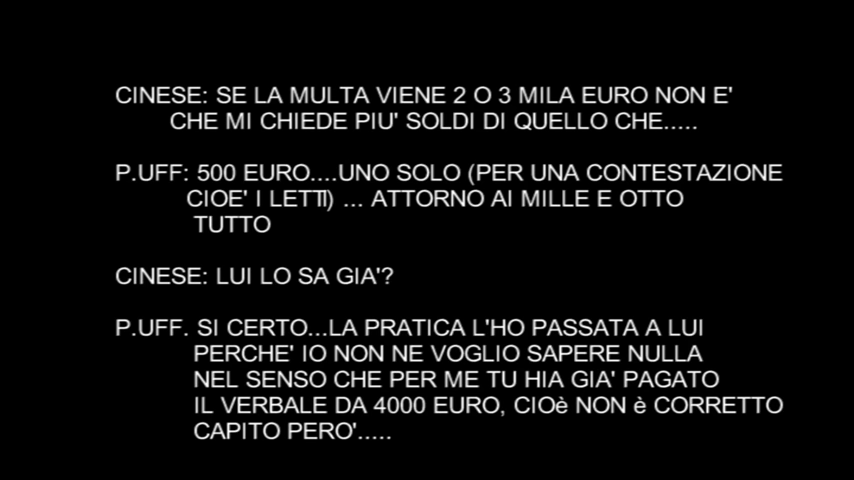 CINESE: SE LA MULTA VIENE 2 O 3 MILA EURO NON E'
CHE MI CHIEDE PIU' SOLDI DI QUELLO CHE.....
P.UFF: 500 EURO....UNO SOLO (PER UNA CONTESTAZIONE
CIOE' I LETTI) ... ATTORNO AI MILLE E OTTO
TUTTO
CINESE: LUI LO SA GIA'?
P.UFF. SI CERTO...LA PRATICA L'HO PASSATA A LUI
PERCHE' IO NON NE VOGLIO SAPERE NULLA
NEL SENSO CHE PER ME TU HIA GIA' PAGATO
IL VERBALE DA 4000 EURO, CIOè NON è CORRETTO
CAPITO PERO'.....